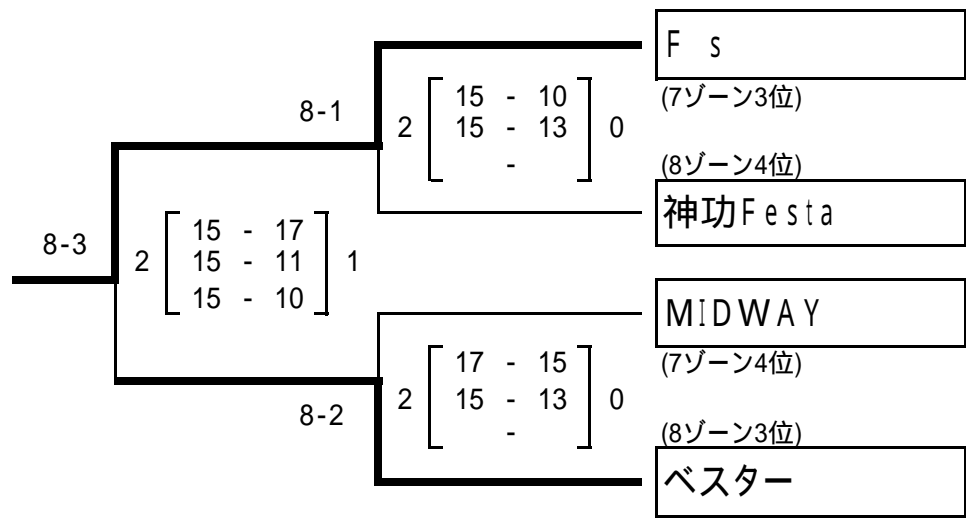 F s
(7ゾーン3位)
8-1
2 15 - 10 0
15 - 13
-
(8ゾーン4位)
神功Festa
8-3
2 15 - 17 1
15 - 11
15 - 10
MIDWAY
(7ゾーン4位)
8-2
2 17 - 15 0
15 - 13
-
(8ゾーン3位)
ベスター